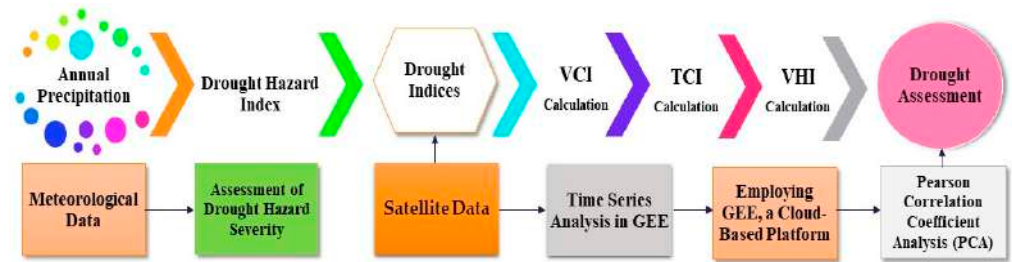 Annual
Precipitation
Drought Hazard
Index
Drought
Indices
VCI
Calculation
TCI
Calculation
VHI
Calculation
Drought
Assessment
Meteorological
Data
Assessment of
Drought Hazard
Severity
Satellite Data
Time Series
Analysis in GEE
Employing
GEE, a Cloud-
Based Platform
Pearson
Correlation
Coefficient
Analysis (PCA)